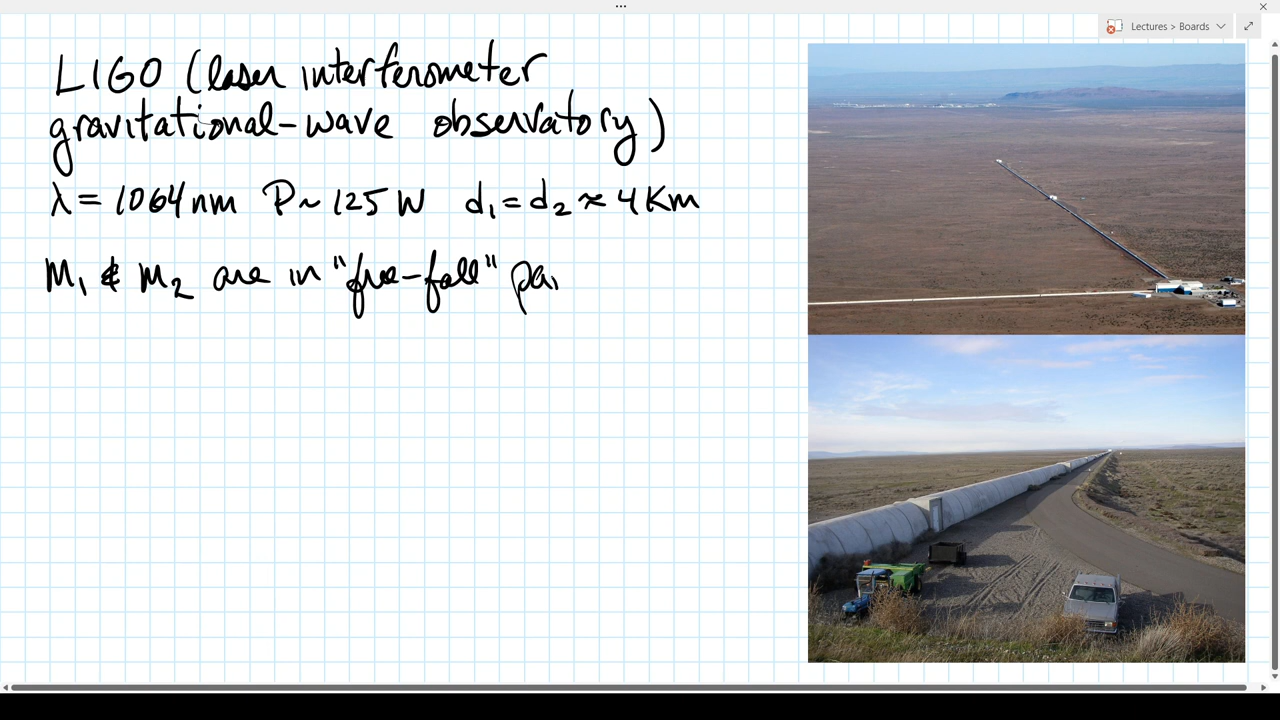 Lectures > Boards
LIGO (laser interferometer
gravitational-wave observatory)
λ = 1064 nm P ~ 125 W d₁ = d₂ ≈ 4 Km
M₁ & M₂ are in "free-fall" pa